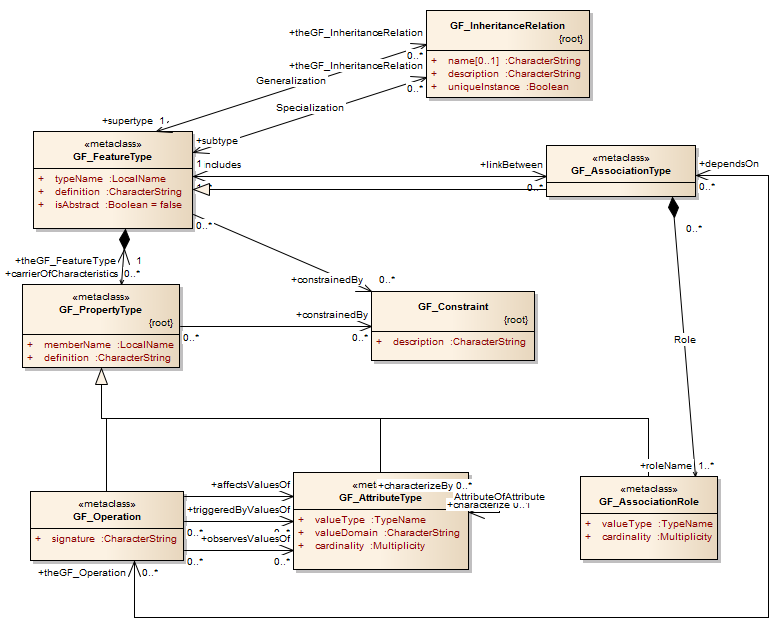 GF_InheritanceRelation
{root}
+ name[0..1] :CharacterString
+ description :CharacterString
+ uniqueInstance :Boolean
+theGF_InheritanceRelation
0..*
+theGF_InheritanceRelation
0..*
Generalization
Specialization
+supertype 1
+subtype
1
«metaclass»
GF_FeatureType
+ typeName :LocalName
+ definition :CharacterString
+ isAbstract :Boolean = false
ncludes
+linkBetween
0..*
«metaclass»
GF_AssociationType
+dependsOn
0..*
0..*
0..*
+theGF_FeatureType 1
+carrierOfCharacteristics 0..*
+constrainedBy 0..*
«metaclass»
GF_PropertyType
{root}
+ memberName :LocalName
+ definition :CharacterString
+constrainedBy
0..*
0..*
GF_Constraint
{root}
+ description :CharacterString
Role
+roleName 1..*
«metaclass»
GF_Operation
+ signature :CharacterString
+affectsValuesOf
+triggeredByValuesOf
0..*
0..*
+observesValuesOf
0..*
0..*
«met
+characterizeBy 0..*
GF_AttributeType
AttributeOfAttribute
+characterize 0..1
+ valueType :TypeName
+ valueDomain :CharacterString
+ cardinality :Multiplicity
«metaclass»
GF_AssociationRole
+ valueType :TypeName
+ cardinality :Multiplicity
+theGF_Operation 0..*